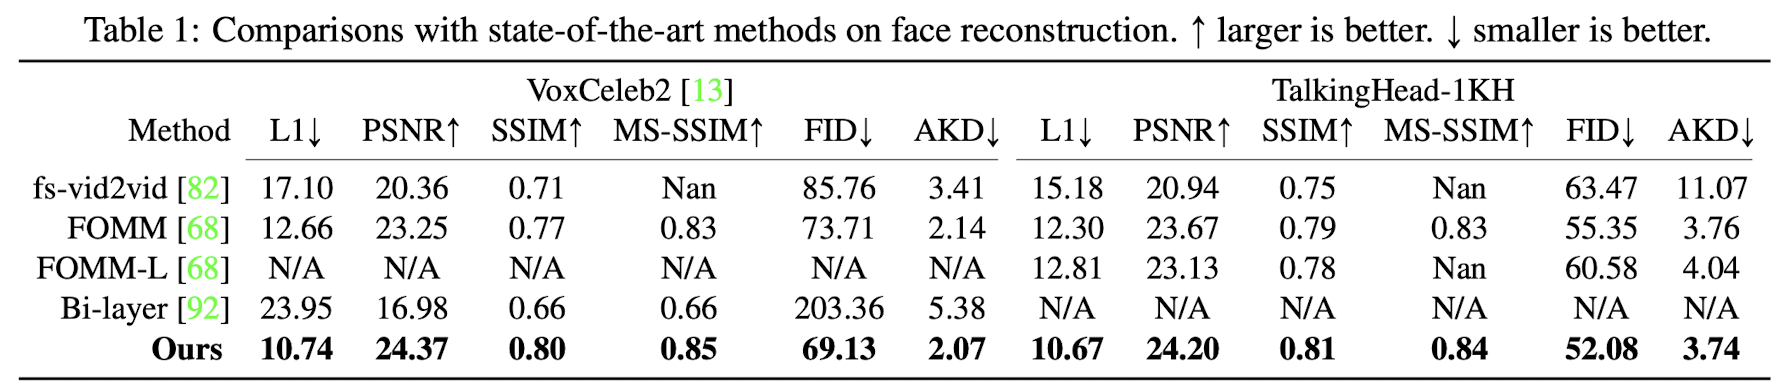 Table 1: Comparisons with state-of-the-art methods on face reconstruction. ↑ larger is better. ↓ smaller is better.
VoxCeleb2 [13] TalkingHead-1KH
Method L1↓ PSNR↑ SSIM↑ MS-SSIM↑ FID↓ AKD↓ L1↓ PSNR↑ SSIM↑ MS-SSIM↑ FID↓ AKD↓
fs-vid2vid [82] 17.10 20.36 0.71 Nan 85.76 3.41 15.18 20.94 0.75 Nan 63.47 11.07
FOMM [68] 12.66 23.25 0.77 0.83 73.71 2.14 12.30 23.67 0.79 0.83 55.35 3.76
FOMM-L [68] N/A N/A N/A N/A N/A N/A 12.81 23.13 0.78 Nan 60.58 4.04
Bi-layer [92] 23.95 16.98 0.66 0.66 203.36 5.38 N/A N/A N/A N/A N/A N/A
Ours 10.74 24.37 0.80 0.85 69.13 2.07 10.67 24.20 0.81 0.84 52.08 3.74